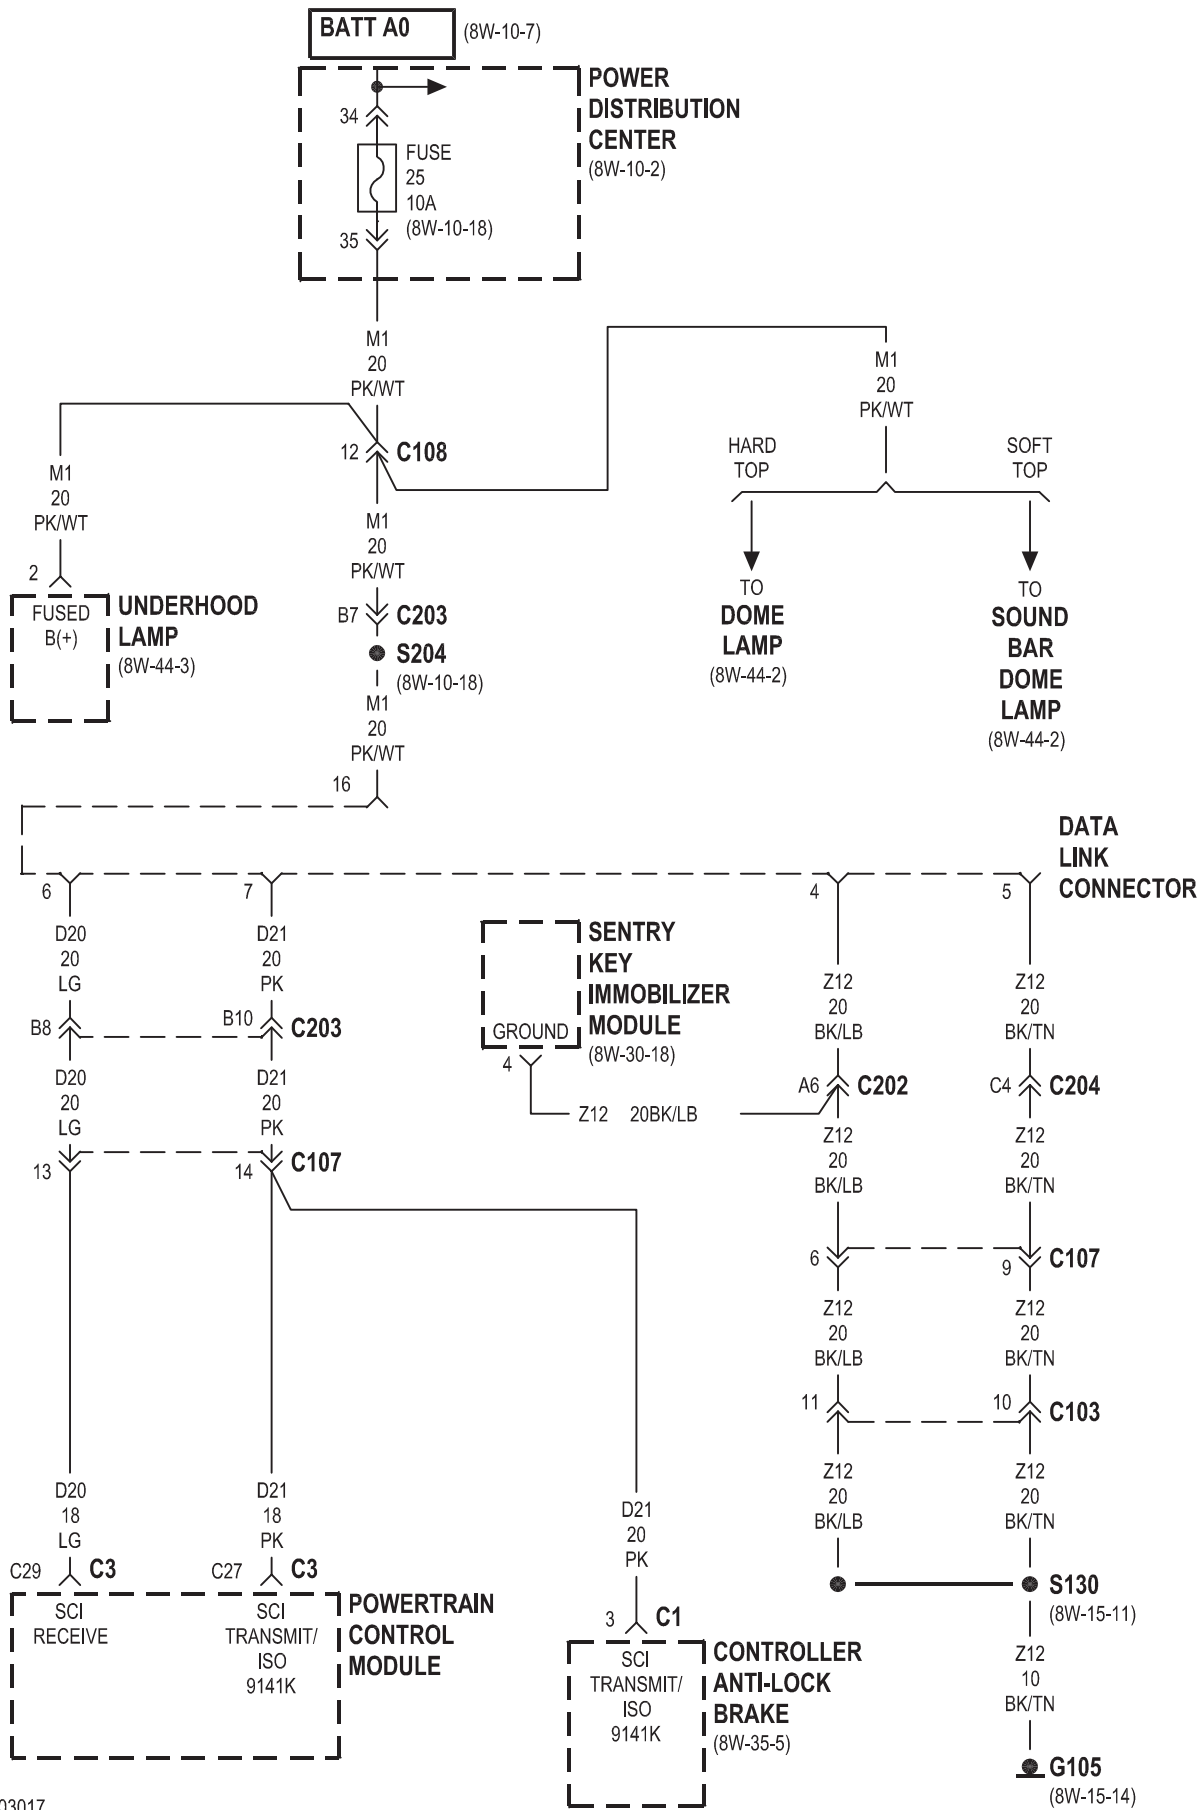 BATT A0
(8W-10-7)
POWER
DISTRIBUTION
CENTER
(8W-10-2)
34
FUSE
25
10A
(8W-10-18)
35
M1
20
PK/WT
M1
20
PK/WT
12
C108
HARD
TOP
SOFT
TOP
M1
20
PK/WT
M1
20
PK/WT
2
FUSED
B(+)
UNDERHOOD
LAMP
(8W-44-3)
B7
C203
S204
(8W-10-18)
M1
20
PK/WT
TO
DOME
LAMP
(8W-44-2)
TO
SOUND
BAR
DOME
LAMP
(8W-44-2)
16
DATA
LINK
CONNECTOR
6
7
4
5
D20
20
LG
D21
20
PK
SENTRY
KEY
IMMOBILIZER
MODULE
(8W-30-18)
GROUND
4
Z12
20
BK/LB
Z12
20
BK/TN
B8
B10
C203
D20
20
LG
D21
20
PK
A6
C202
C4
C204
Z12 20BK/LB
Z12
20
BK/LB
Z12
20
BK/TN
13
14
C107
6
9
C107
Z12
20
BK/LB
Z12
20
BK/TN
11
10
C103
Z12
20
BK/LB
Z12
20
BK/TN
D20
18
LG
D21
18
PK
D21
20
PK
C29
C3
C27
C3
SCI
RECEIVE
SCI
TRANSMIT/
ISO
9141K
POWERTRAIN
CONTROL
MODULE
3
C1
SCI
TRANSMIT/
ISO
9141K
CONTROLLER
ANTI-LOCK
BRAKE
(8W-35-5)
S130
(8W-15-11)
Z12
10
BK/TN
G105
(8W-15-14)